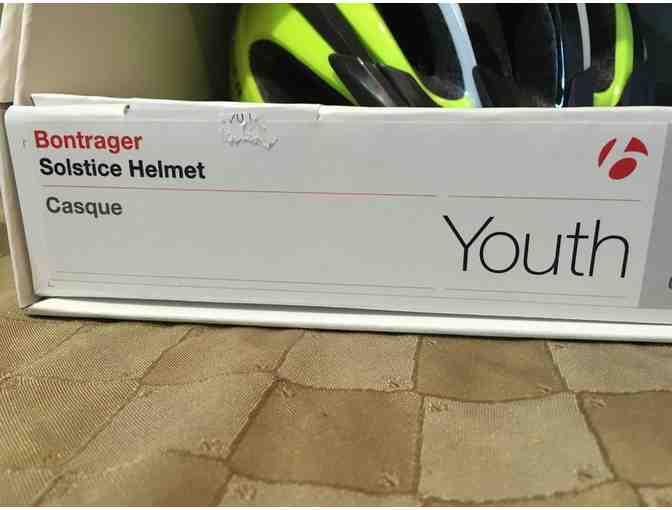 Bontrager
Solstice Helmet
Casque
Youth